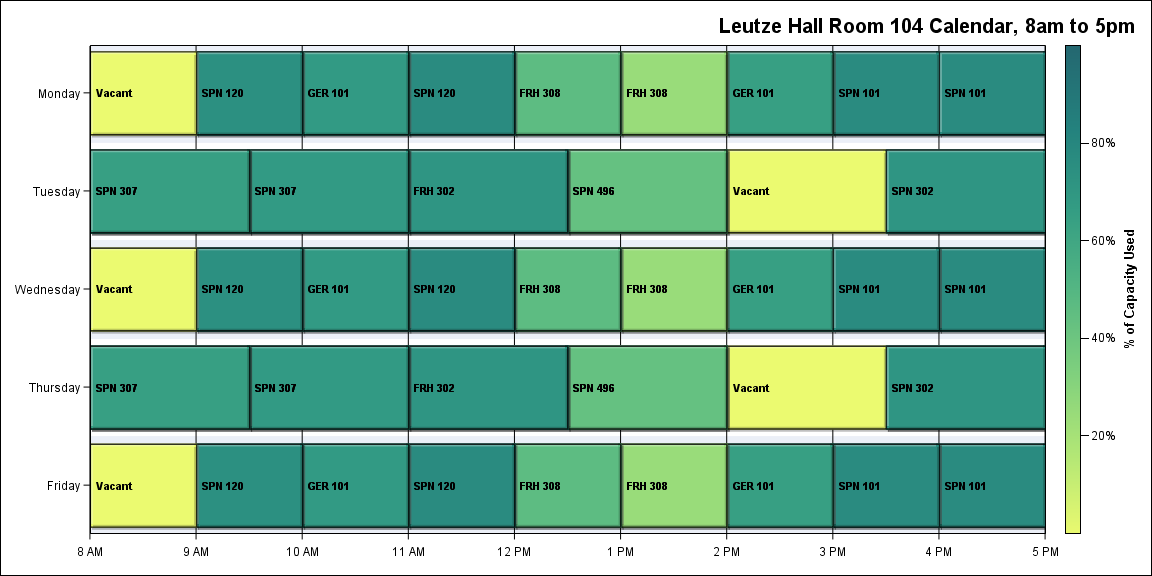 Leutze Hall Room 104 Calendar, 8am to 5pm
Monday Vacant SPN 120 GER 101 SPN 120 FRH 308 FRH 308 GER 101 SPN 101 SPN 101
Tuesday SPN 307 SPN 307 FRH 302 SPN 496 Vacant SPN 302
Wednesday Vacant SPN 120 GER 101 SPN 120 FRH 308 FRH 308 GER 101 SPN 101 SPN 101
Thursday SPN 307 SPN 307 FRH 302 SPN 496 Vacant SPN 302
Friday Vacant SPN 120 GER 101 SPN 120 FRH 308 FRH 308 GER 101 SPN 101 SPN 101
8 AM 9 AM 10 AM 11 AM 12 PM 1 PM 2 PM 3 PM 4 PM 5 PM
80%
60%
40%
20%
% of Capacity Used